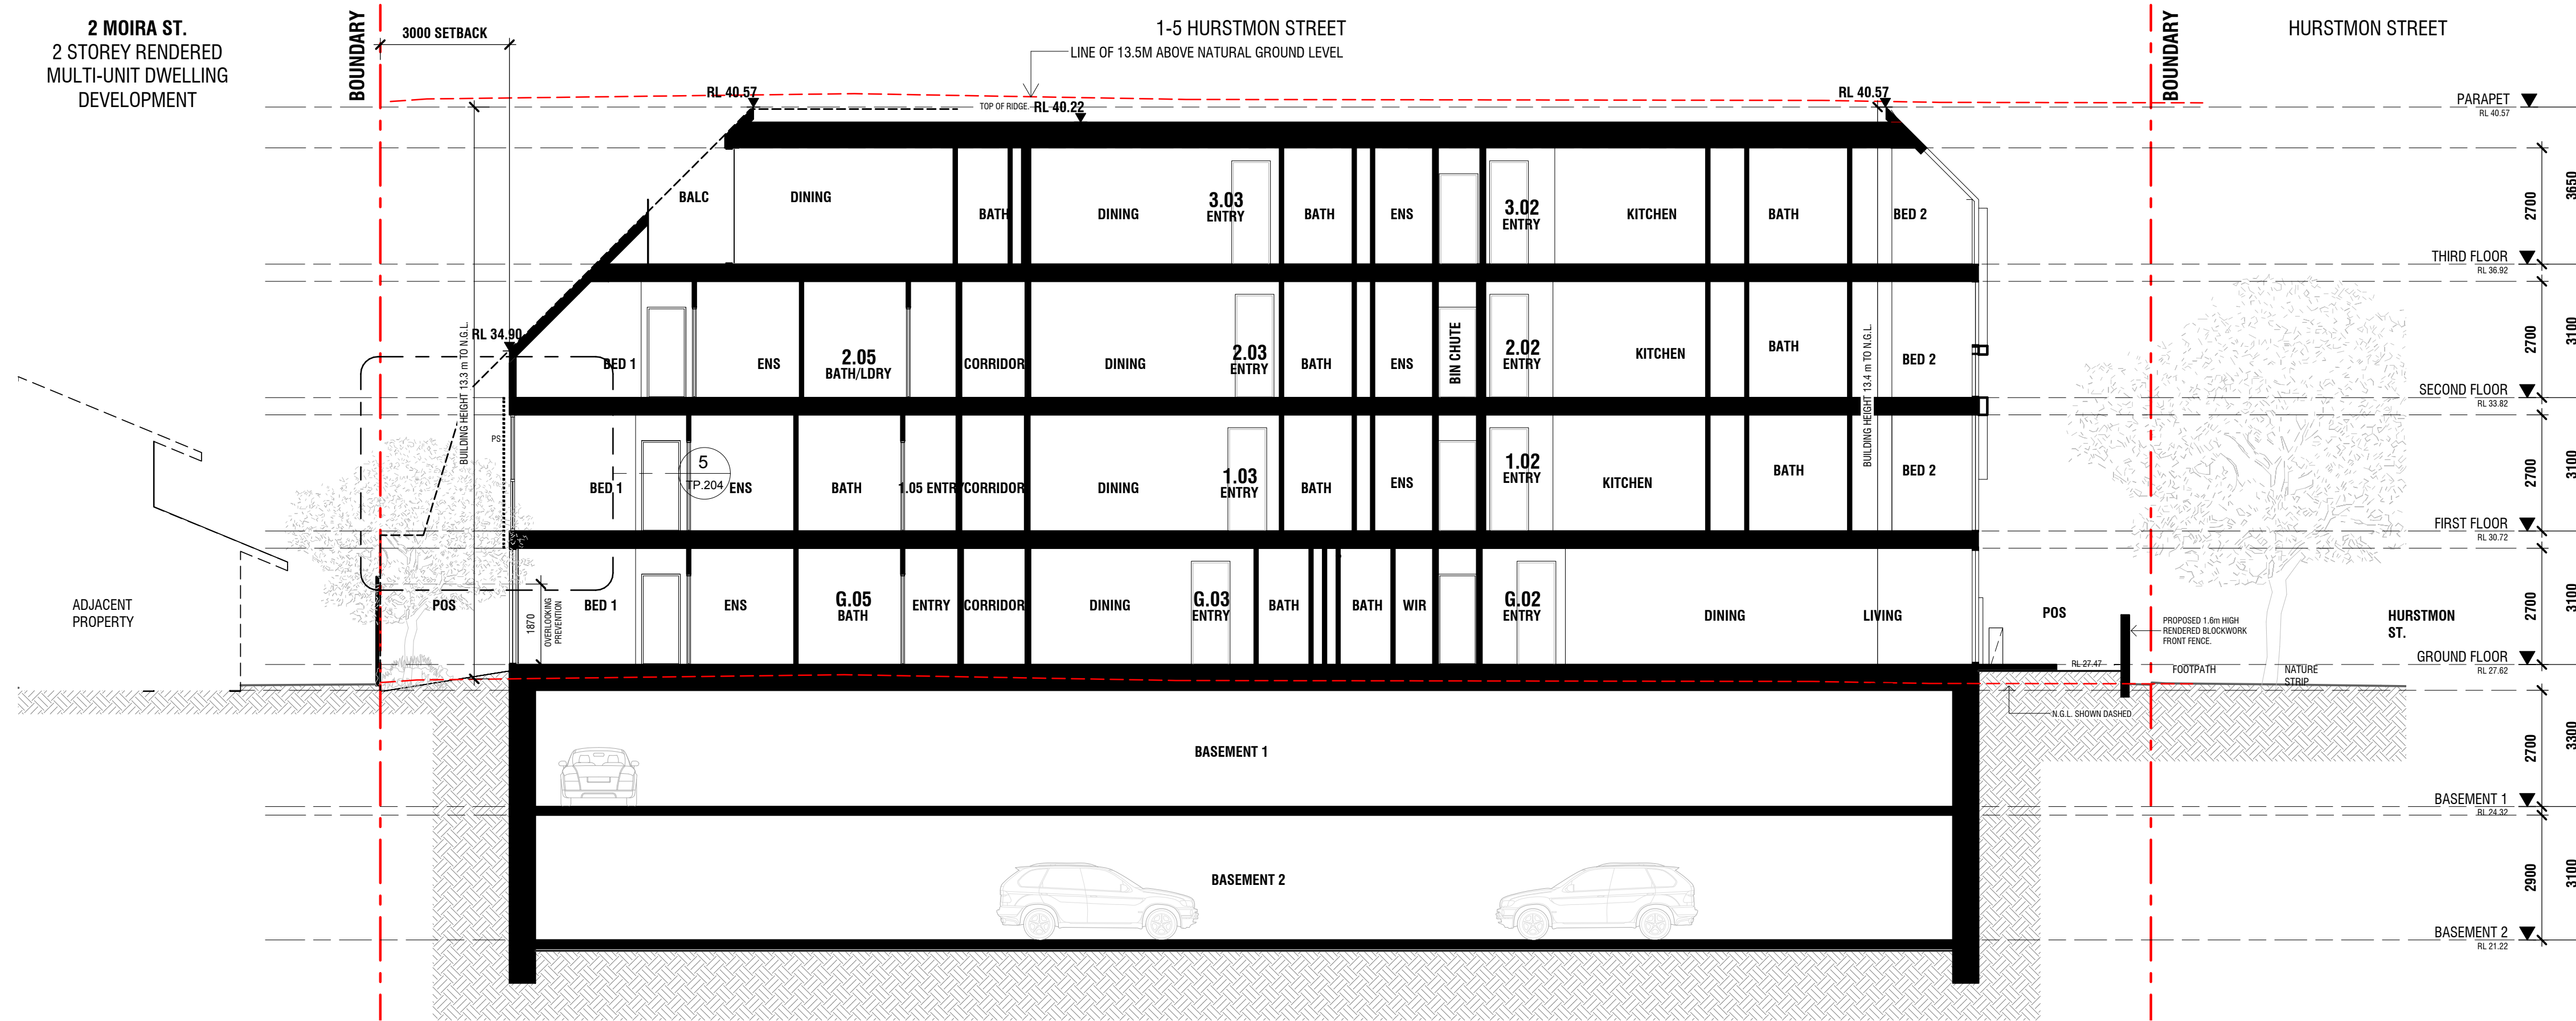 2 MOIRA ST.
2 STOREY RENDERED
MULTI-UNIT DWELLING
DEVELOPMENT
BOUNDARY
3000 SETBACK
1-5 HURSTMON STREET
LINE OF 13.5M ABOVE NATURAL GROUND LEVEL
BOUNDARY
HURSTMON STREET
RL 40.57
TOP OF RIDGE.
RL 40.22
RL 40.57
PARAPET
RL 40.57
BALC
DINING
BATH
DINING
3.03
ENTRY
BATH
ENS
3.02
ENTRY
KITCHEN
BATH
BED 2
2700
3650
THIRD FLOOR
RL 36.92
RL 34.90
BUILDING HEIGHT 13.3 m TO N.G.L.
BED 1
ENS
2.05
BATH/LDRY
CORRIDOR
DINING
2.03
ENTRY
BATH
ENS
BIN CHUTE
2.02
ENTRY
KITCHEN
BATH
BUILDING HEIGHT 13.4 m TO N.G.L.
BED 2
2700
3100
SECOND FLOOR
RL 33.82
PS
BED 1
5
TP.204
ENS
BATH
1.05 ENTRY
CORRIDOR
DINING
1.03
ENTRY
BATH
ENS
1.02
ENTRY
KITCHEN
BATH
BED 2
2700
3100
FIRST FLOOR
RL 30.72
ADJACENT
PROPERTY
POS
1870
OVERLOOKING
PREVENTION
BED 1
ENS
G.05
BATH
ENTRY
CORRIDOR
DINING
G.03
ENTRY
BATH
BATH
WIR
G.02
ENTRY
DINING
LIVING
POS
PROPOSED 1.6m HIGH
RENDERED BLOCKWORK
FRONT FENCE.
HURSTMON
ST.
2700
3100
GROUND FLOOR
RL 27.62
RL 27.47
FOOTPATH
NATURE
STRIP
N.G.L. SHOWN DASHED
BASEMENT 1
2700
3300
BASEMENT 1
RL 24.32
BASEMENT 2
2900
3100
BASEMENT 2
RL 21.22